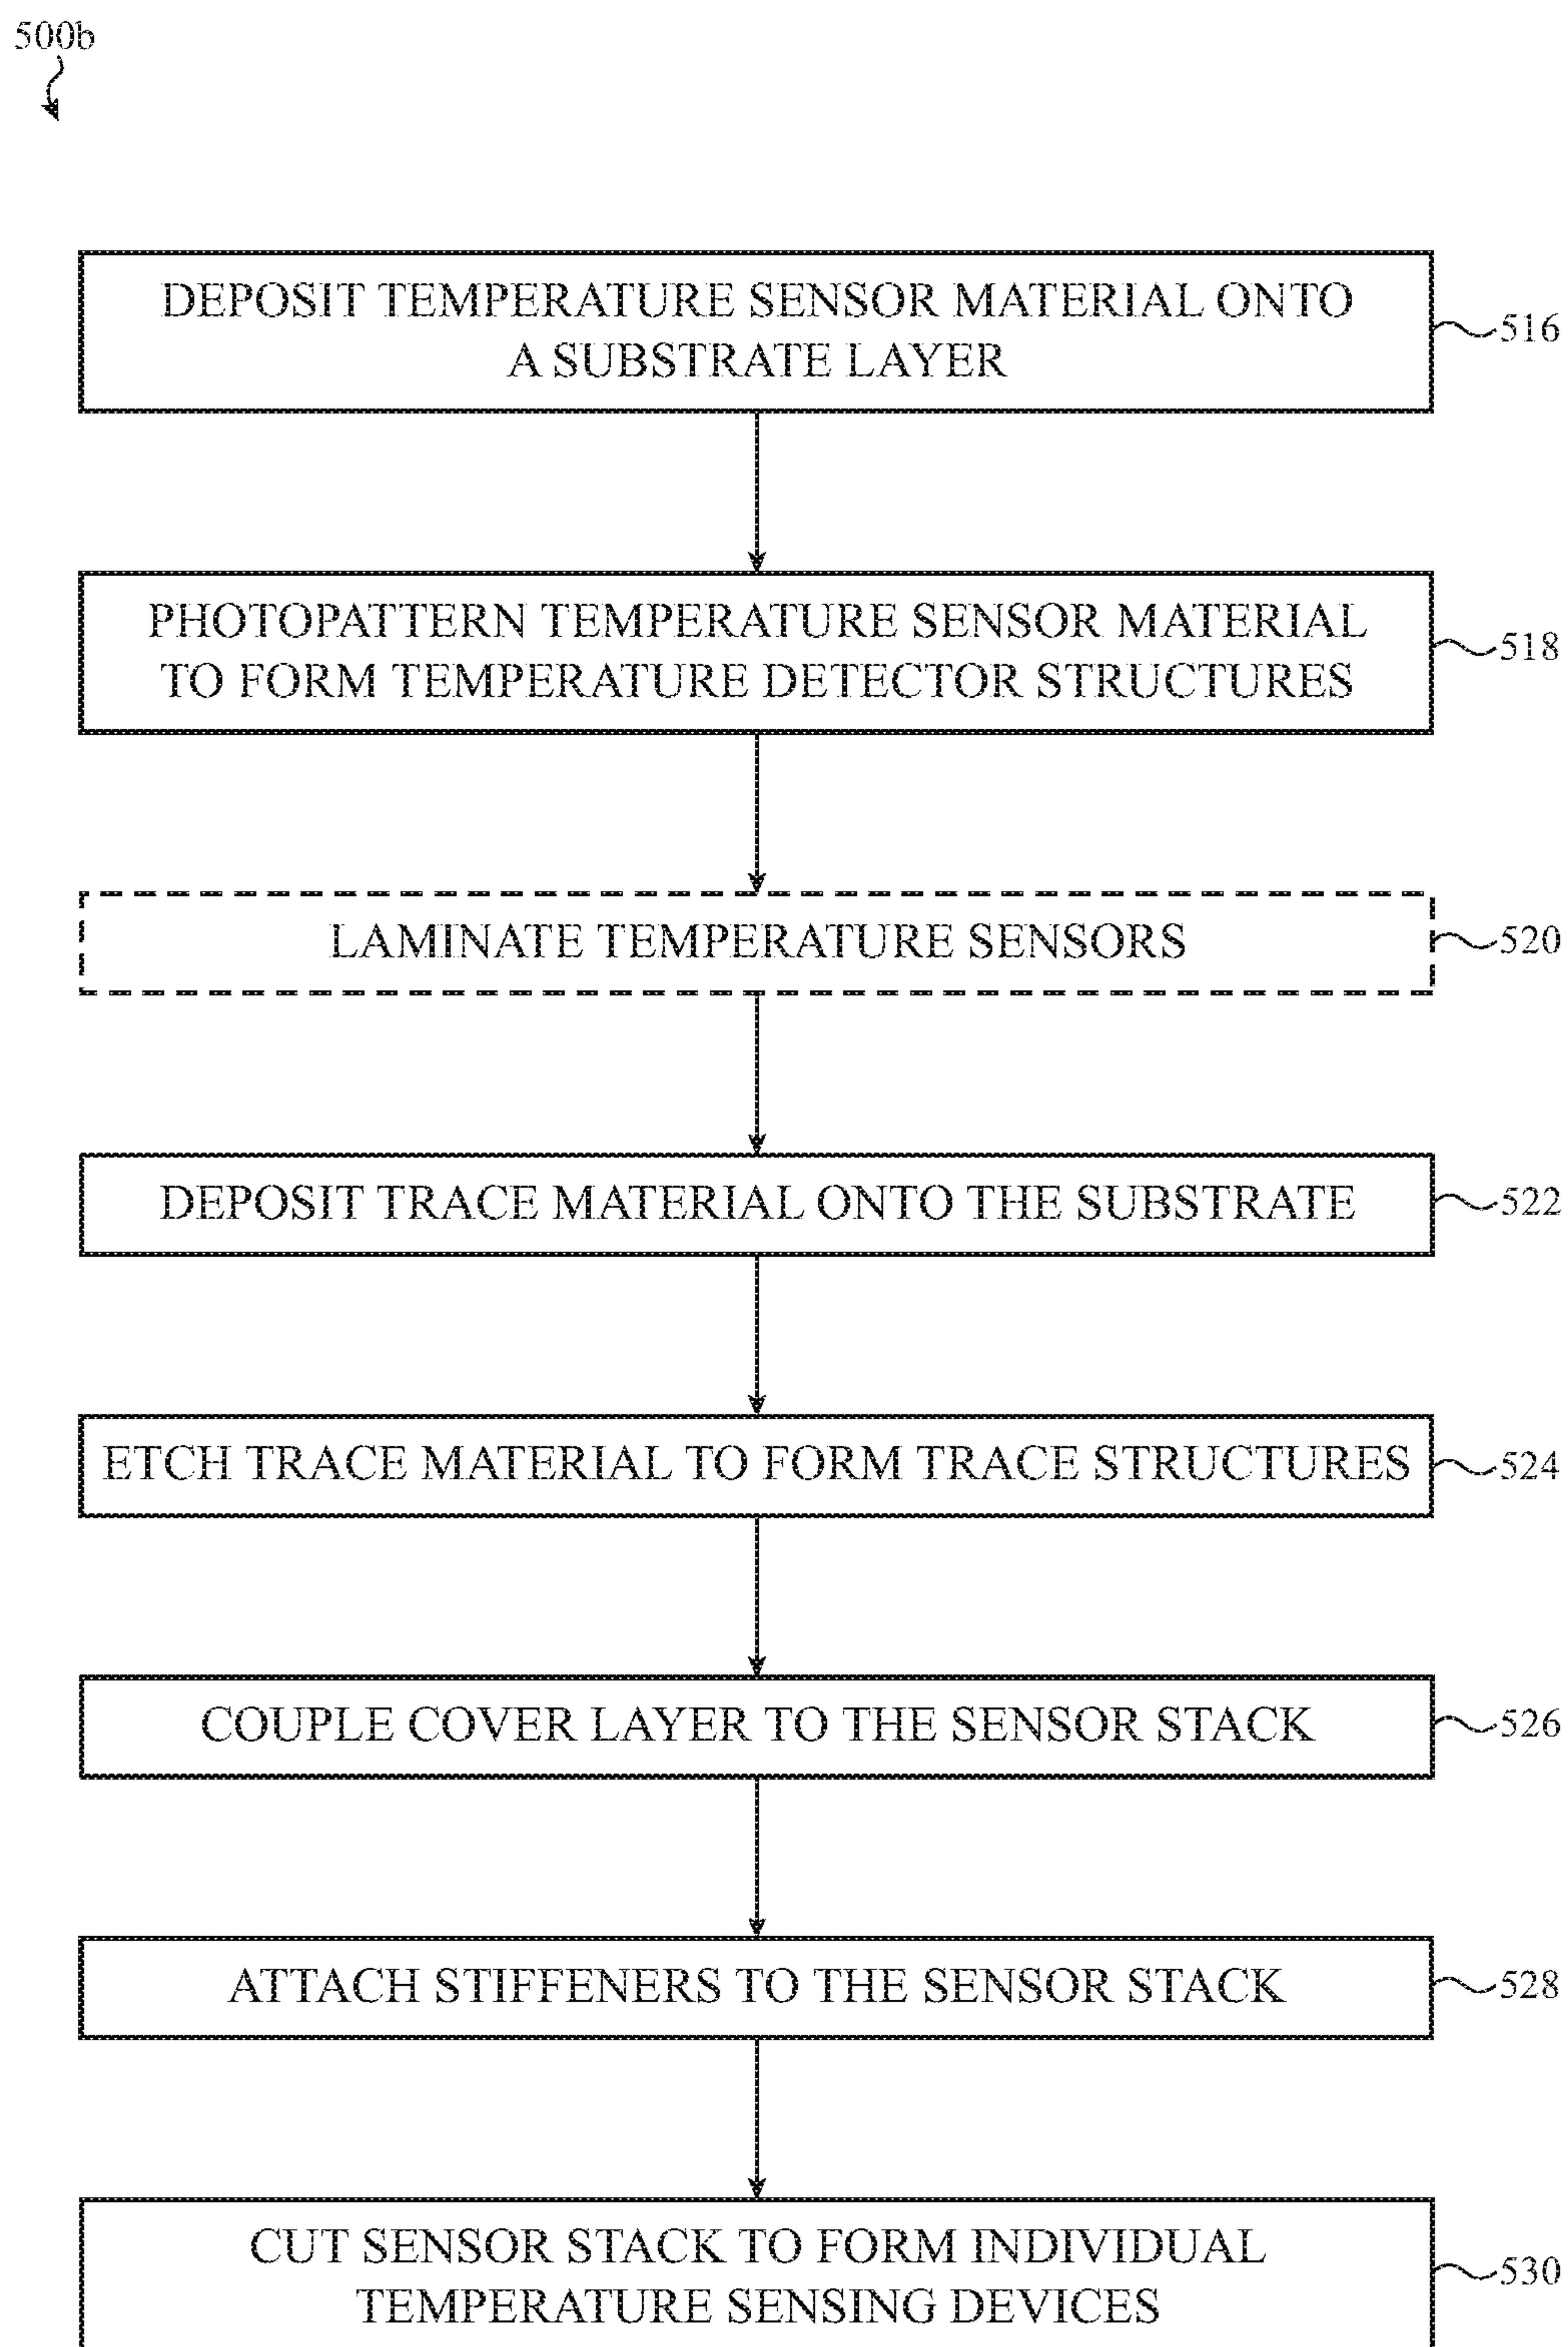 500b
DEPOSIT TEMPERATURE SENSOR MATERIAL ONTO
A SUBSTRATE LAYER
516
PHOTOPATTERN TEMPERATURE SENSOR MATERIAL
TO FORM TEMPERATURE DETECTOR STRUCTURES
518
LAMINATE TEMPERATURE SENSORS
520
DEPOSIT TRACE MATERIAL ONTO THE SUBSTRATE
522
ETCH TRACE MATERIAL TO FORM TRACE STRUCTURES
524
COUPLE COVER LAYER TO THE SENSOR STACK
526
ATTACH STIFFENERS TO THE SENSOR STACK
528
CUT SENSOR STACK TO FORM INDIVIDUAL
TEMPERATURE SENSING DEVICES
530